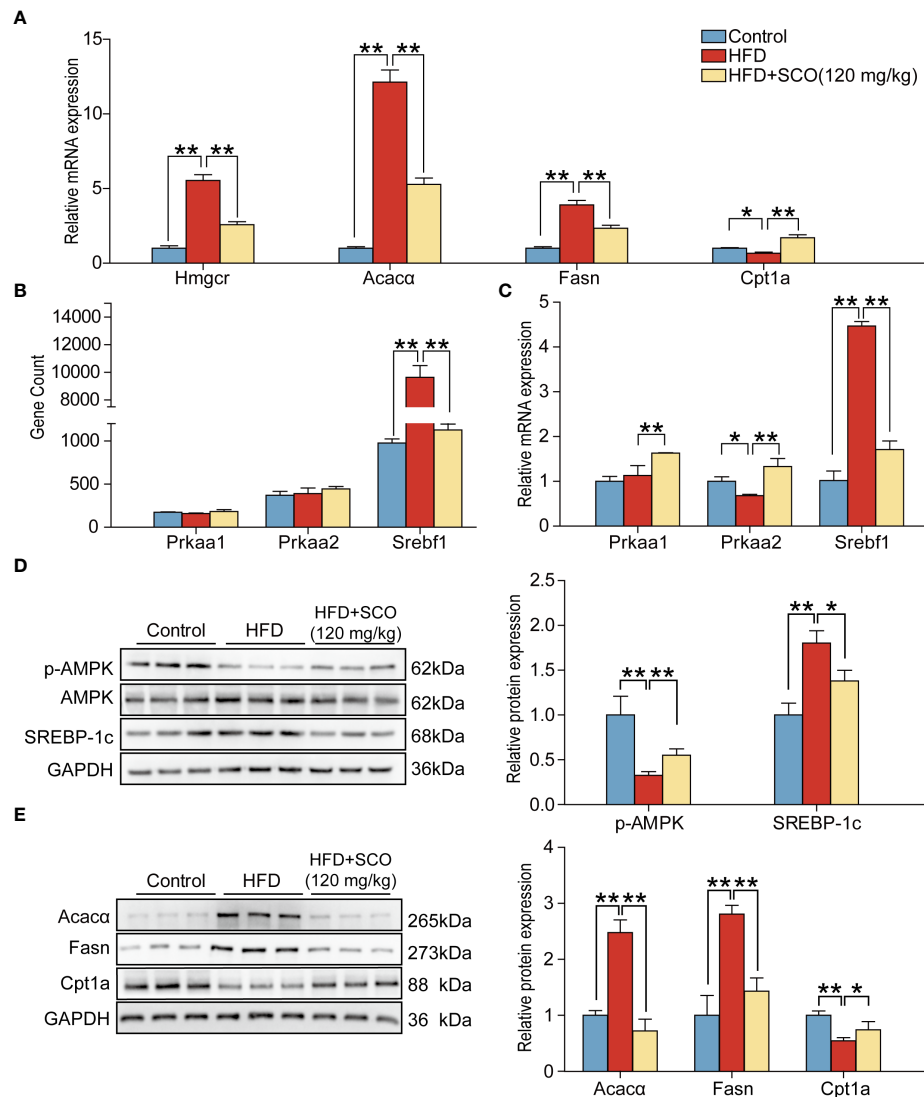 A
15
10
5
0
Relative mRNA expression
** **
** **
** **
* **
Hmgcr
Acacα
Fasn
Cpt1a
Control
HFD
HFD+SCO(120 mg/kg)
B
14000
12000
10000
8000
1000
500
0
Gene Count
** **
Prkaa1
Prkaa2
Srebf1
C
5
4
3
2
1
0
Relative mRNA expression
**
* **
** **
Prkaa1
Prkaa2
Srebf1
D
Control
HFD
HFD+SCO
(120 mg/kg)
p-AMPK
62kDa
AMPK
62kDa
SREBP-1c
68kDa
GAPDH
36kDa
2.5
2.0
1.5
1.0
0.5
0.0
Relative protein expression
** **
** *
p-AMPK
SREBP-1c
E
Control
HFD
HFD+SCO
(120 mg/kg)
Acacα
265kDa
Fasn
273kDa
Cpt1a
88 kDa
GAPDH
36 kDa
4
3
2
1
0
Relative protein expression
** **
** **
** *
Acacα
Fasn
Cpt1a